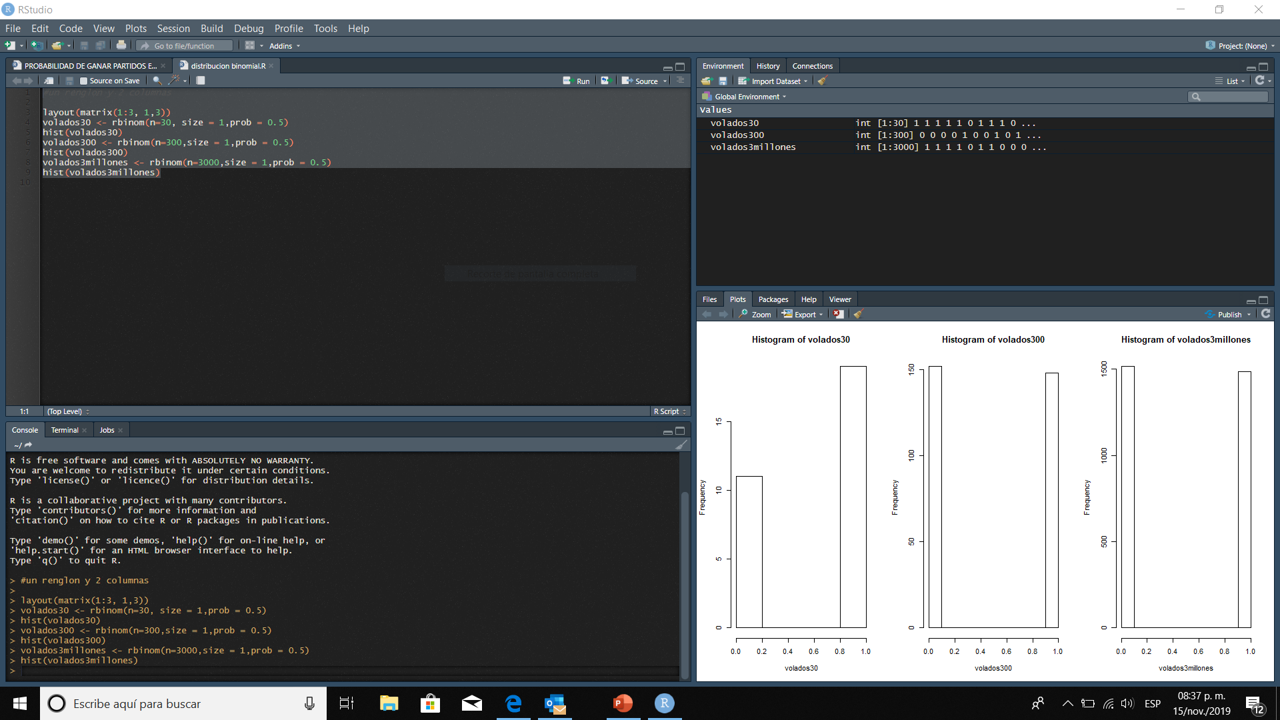 RStudio
File Edit Code View Plots Session Build Debug Profile Tools Help
Go to file/function Addins Project: (None)
PROBABILIDAD DE GANAR PARTIDOS E... distribucion binomial.R
Source on Save Run Source
layout(matrix(1:3, 1,3))
volados30 <- rbinom(n=30, size = 1,prob = 0.5)
hist(volados30)
volados300 <- rbinom(n=300,size = 1,prob = 0.5)
hist(volados300)
volados3millones <- rbinom(n=3000,size = 1,prob = 0.5)
hist(volados3millones)
10
1:1 (Top Level) R Script
Console Terminal Jobs
~/
R is free software and comes with ABSOLUTELY NO WARRANTY.
You are welcome to redistribute it under certain conditions.
Type 'license()' or 'licence()' for distribution details.
R is a collaborative project with many contributors.
Type 'contributors()' for more information and
'citation()' on how to cite R or R packages in publications.
Type 'demo()' for some demos, 'help()' for on-line help, or
'help.start()' for an HTML browser interface to help.
Type 'q()' to quit R.
> #un renglon y 2 columnas
>
> layout(matrix(1:3, 1,3))
> volados30 <- rbinom(n=30, size = 1,prob = 0.5)
> hist(volados30)
> volados300 <- rbinom(n=300,size = 1,prob = 0.5)
> hist(volados300)
> volados3millones <- rbinom(n=3000,size = 1,prob = 0.5)
> hist(volados3millones)
>
Environment History Connections
Import Dataset List
Global Environment
Values
volados30 int [1:30] 1 1 1 1 1 0 1 1 1 0 ...
volados300 int [1:300] 0 0 0 0 1 0 0 1 0 1 ...
volados3millones int [1:3000] 1 1 1 1 0 1 1 0 0 0 ...
Files Plots Packages Help Viewer
Zoom Export Publish
Histogram of volados30
Frequency
0 5 10 15
0.0 0.2 0.4 0.6 0.8 1.0
volados30
Histogram of volados300
Frequency
0 50 100 150
0.0 0.2 0.4 0.6 0.8 1.0
volados300
Histogram of volados3millones
Frequency
0 500 1000 1500
0.0 0.2 0.4 0.6 0.8 1.0
volados3millones
Escribe aquí para buscar
ESP
08:37 p. m.
15/nov./2019
12